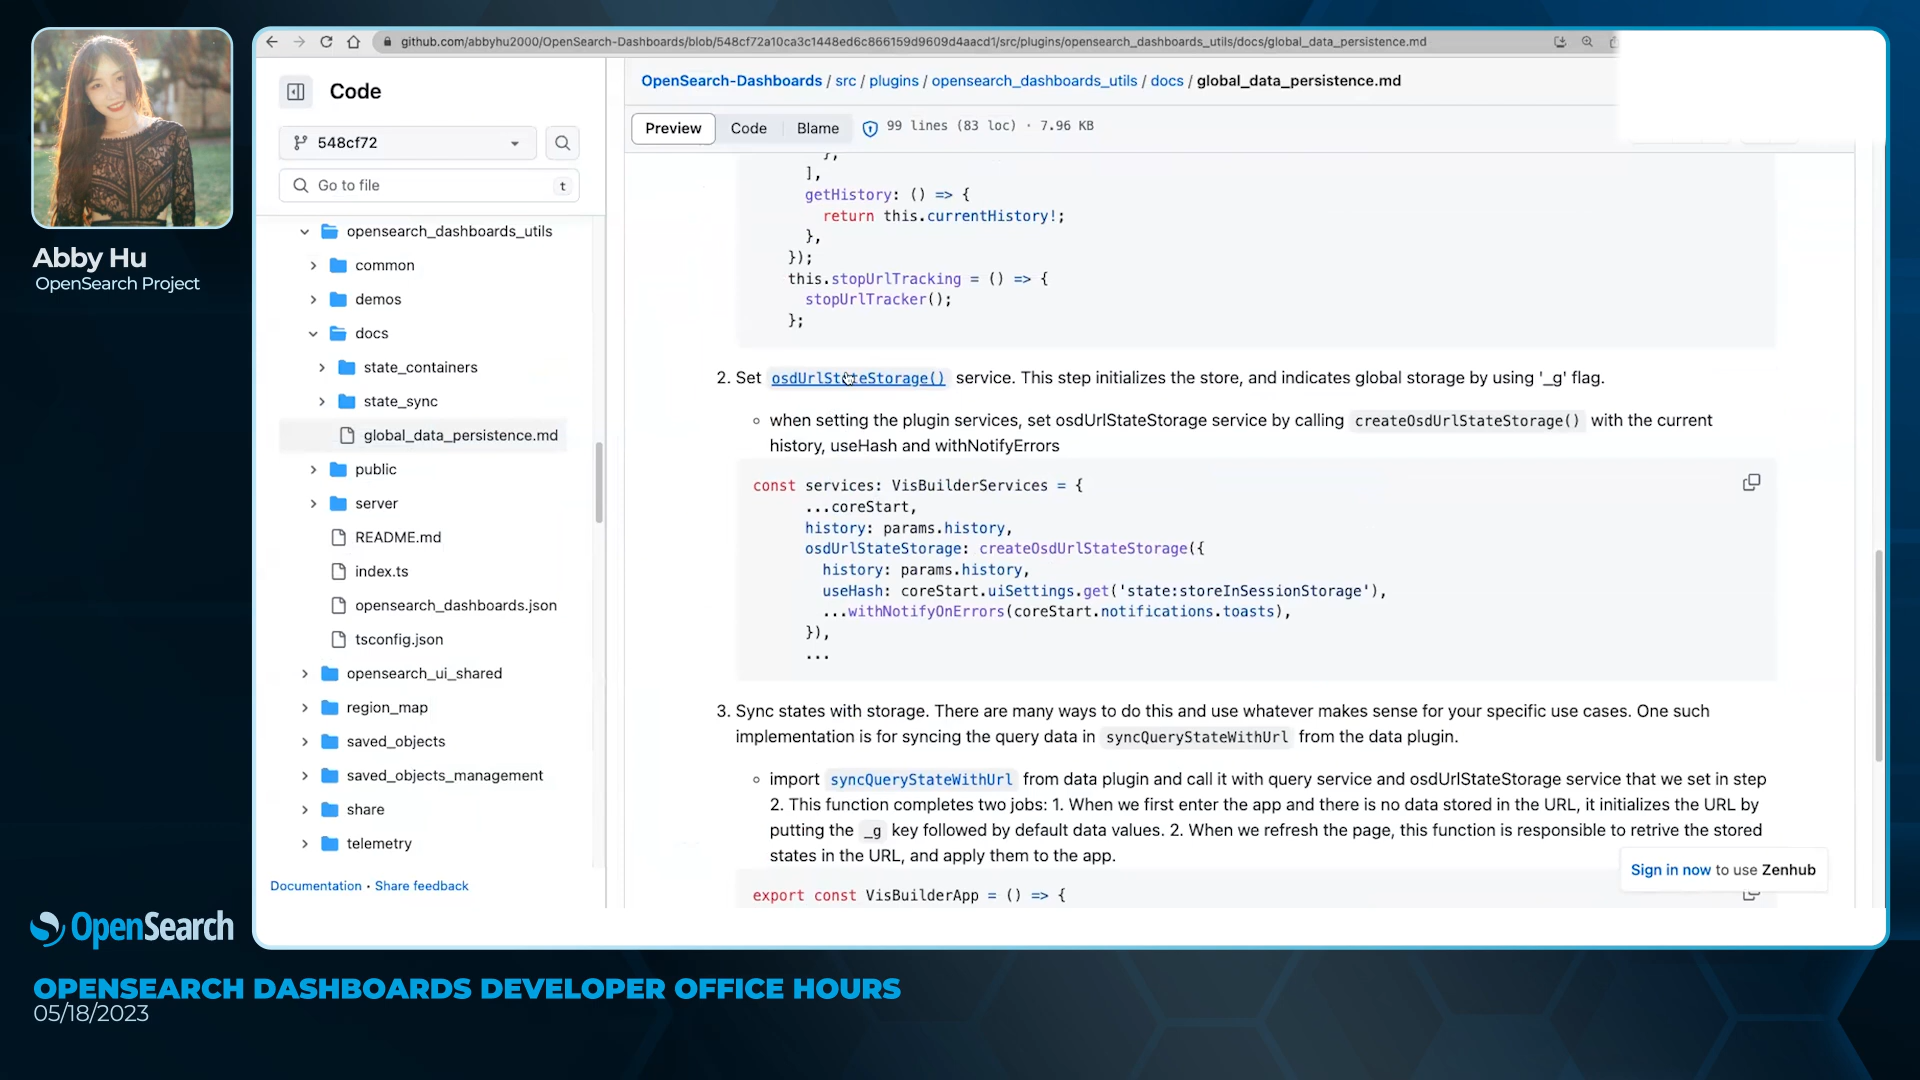 github.com/abbyhu2000/OpenSearch-Dashboards/blob/548cf72a10ca3c1448ed6c866159d9609d4aacd1/src/plugins/opensearch_dashboards_utils/docs/global_data_persistence.md
Code
548cf72
Go to file
t
opensearch_dashboards_utils
common
demos
docs
state_containers
state_sync
global_data_persistence.md
public
server
README.md
index.ts
opensearch_dashboards.json
tsconfig.json
opensearch_ui_shared
region_map
saved_objects
saved_objects_management
share
telemetry
Documentation • Share feedback
OpenSearch-Dashboards / src / plugins / opensearch_dashboards_utils / docs / global_data_persistence.md
Preview
Code
Blame
99 lines (83 loc) · 7.96 KB
},
],
getHistory: () => {
return this.currentHistory!;
},
});
this.stopUrlTracking = () => {
stopUrlTracker();
};
2. Set osdUrlStateStorage() service. This step initializes the store, and indicates global storage by using '_g' flag.
when setting the plugin services, set osdUrlStateStorage service by calling createOsdUrlStateStorage() with the current
history, useHash and withNotifyErrors
const services: VisBuilderServices = {
...coreStart,
history: params.history,
osdUrlStateStorage: createOsdUrlStateStorage({
history: params.history,
useHash: coreStart.uiSettings.get('state:storeInSessionStorage'),
...withNotifyOnErrors(coreStart.notifications.toasts),
}),
...
3. Sync states with storage. There are many ways to do this and use whatever makes sense for your specific use cases. One such
implementation is for syncing the query data in syncQueryStateWithUrl from the data plugin.
import syncQueryStateWithUrl from data plugin and call it with query service and osdUrlStateStorage service that we set in step
2. This function completes two jobs: 1. When we first enter the app and there is no data stored in the URL, it initializes the URL by
putting the _g key followed by default data values. 2. When we refresh the page, this function is responsible to retrive the stored
states in the URL, and apply them to the app.
export const VisBuilderApp = () => {
Sign in now to use Zenhub
Abby Hu
OpenSearch Project
OpenSearch
OPENSEARCH DASHBOARDS DEVELOPER OFFICE HOURS
05/18/2023